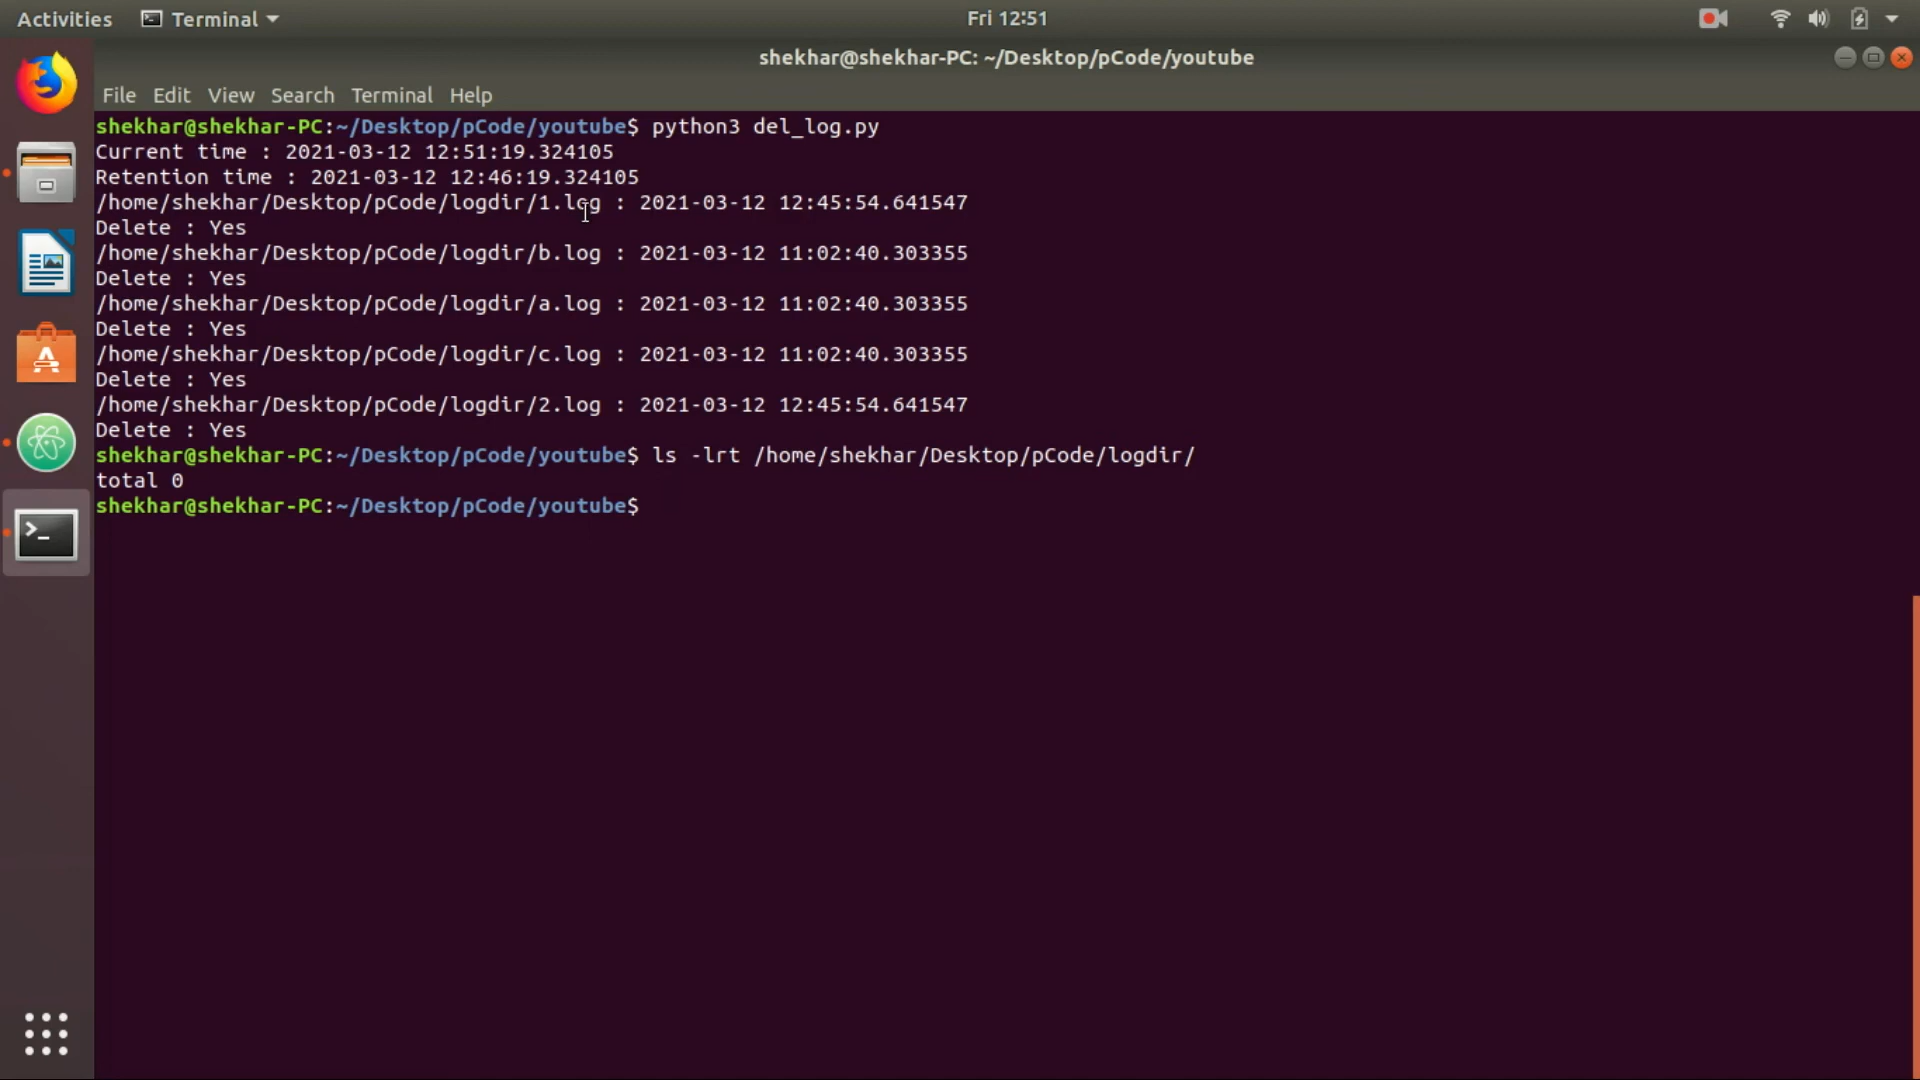 Activities Terminal Fri 12:51
shekhar@shekhar-PC: ~/Desktop/pCode/youtube
File Edit View Search Terminal Help
shekhar@shekhar-PC:~/Desktop/pCode/youtube$ python3 del_log.py
Current time : 2021-03-12 12:51:19.324105
Retention time : 2021-03-12 12:46:19.324105
/home/shekhar/Desktop/pCode/logdir/1.log : 2021-03-12 12:45:54.641547
Delete : Yes
/home/shekhar/Desktop/pCode/logdir/b.log : 2021-03-12 11:02:40.303355
Delete : Yes
/home/shekhar/Desktop/pCode/logdir/a.log : 2021-03-12 11:02:40.303355
Delete : Yes
/home/shekhar/Desktop/pCode/logdir/c.log : 2021-03-12 11:02:40.303355
Delete : Yes
/home/shekhar/Desktop/pCode/logdir/2.log : 2021-03-12 12:45:54.641547
Delete : Yes
shekhar@shekhar-PC:~/Desktop/pCode/youtube$ ls -lrt /home/shekhar/Desktop/pCode/logdir/
total 0
shekhar@shekhar-PC:~/Desktop/pCode/youtube$